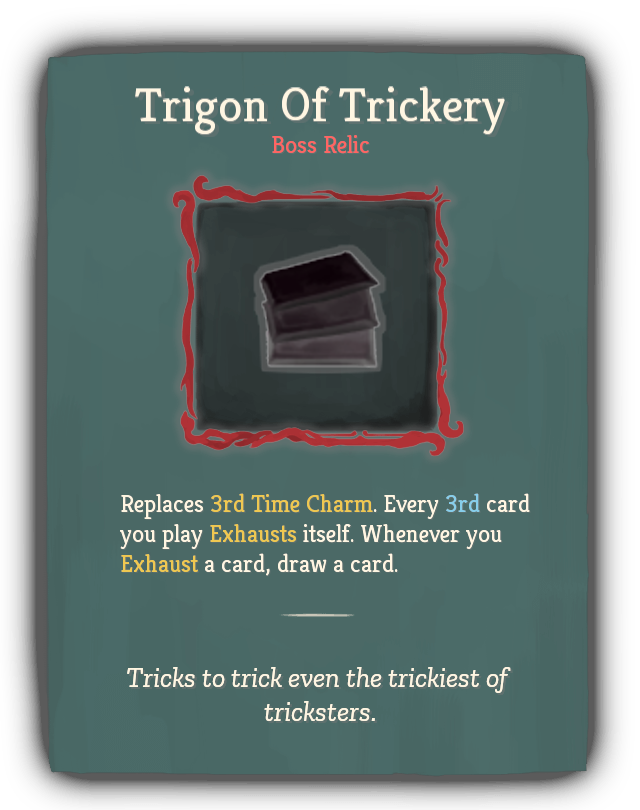 Trigon Of Trickery
Boss Relic
Replaces 3rd Time Charm. Every 3rd card
you play Exhausts itself. Whenever you
Exhaust a card, draw a card.
Tricks to trick even the trickiest of
tricksters.